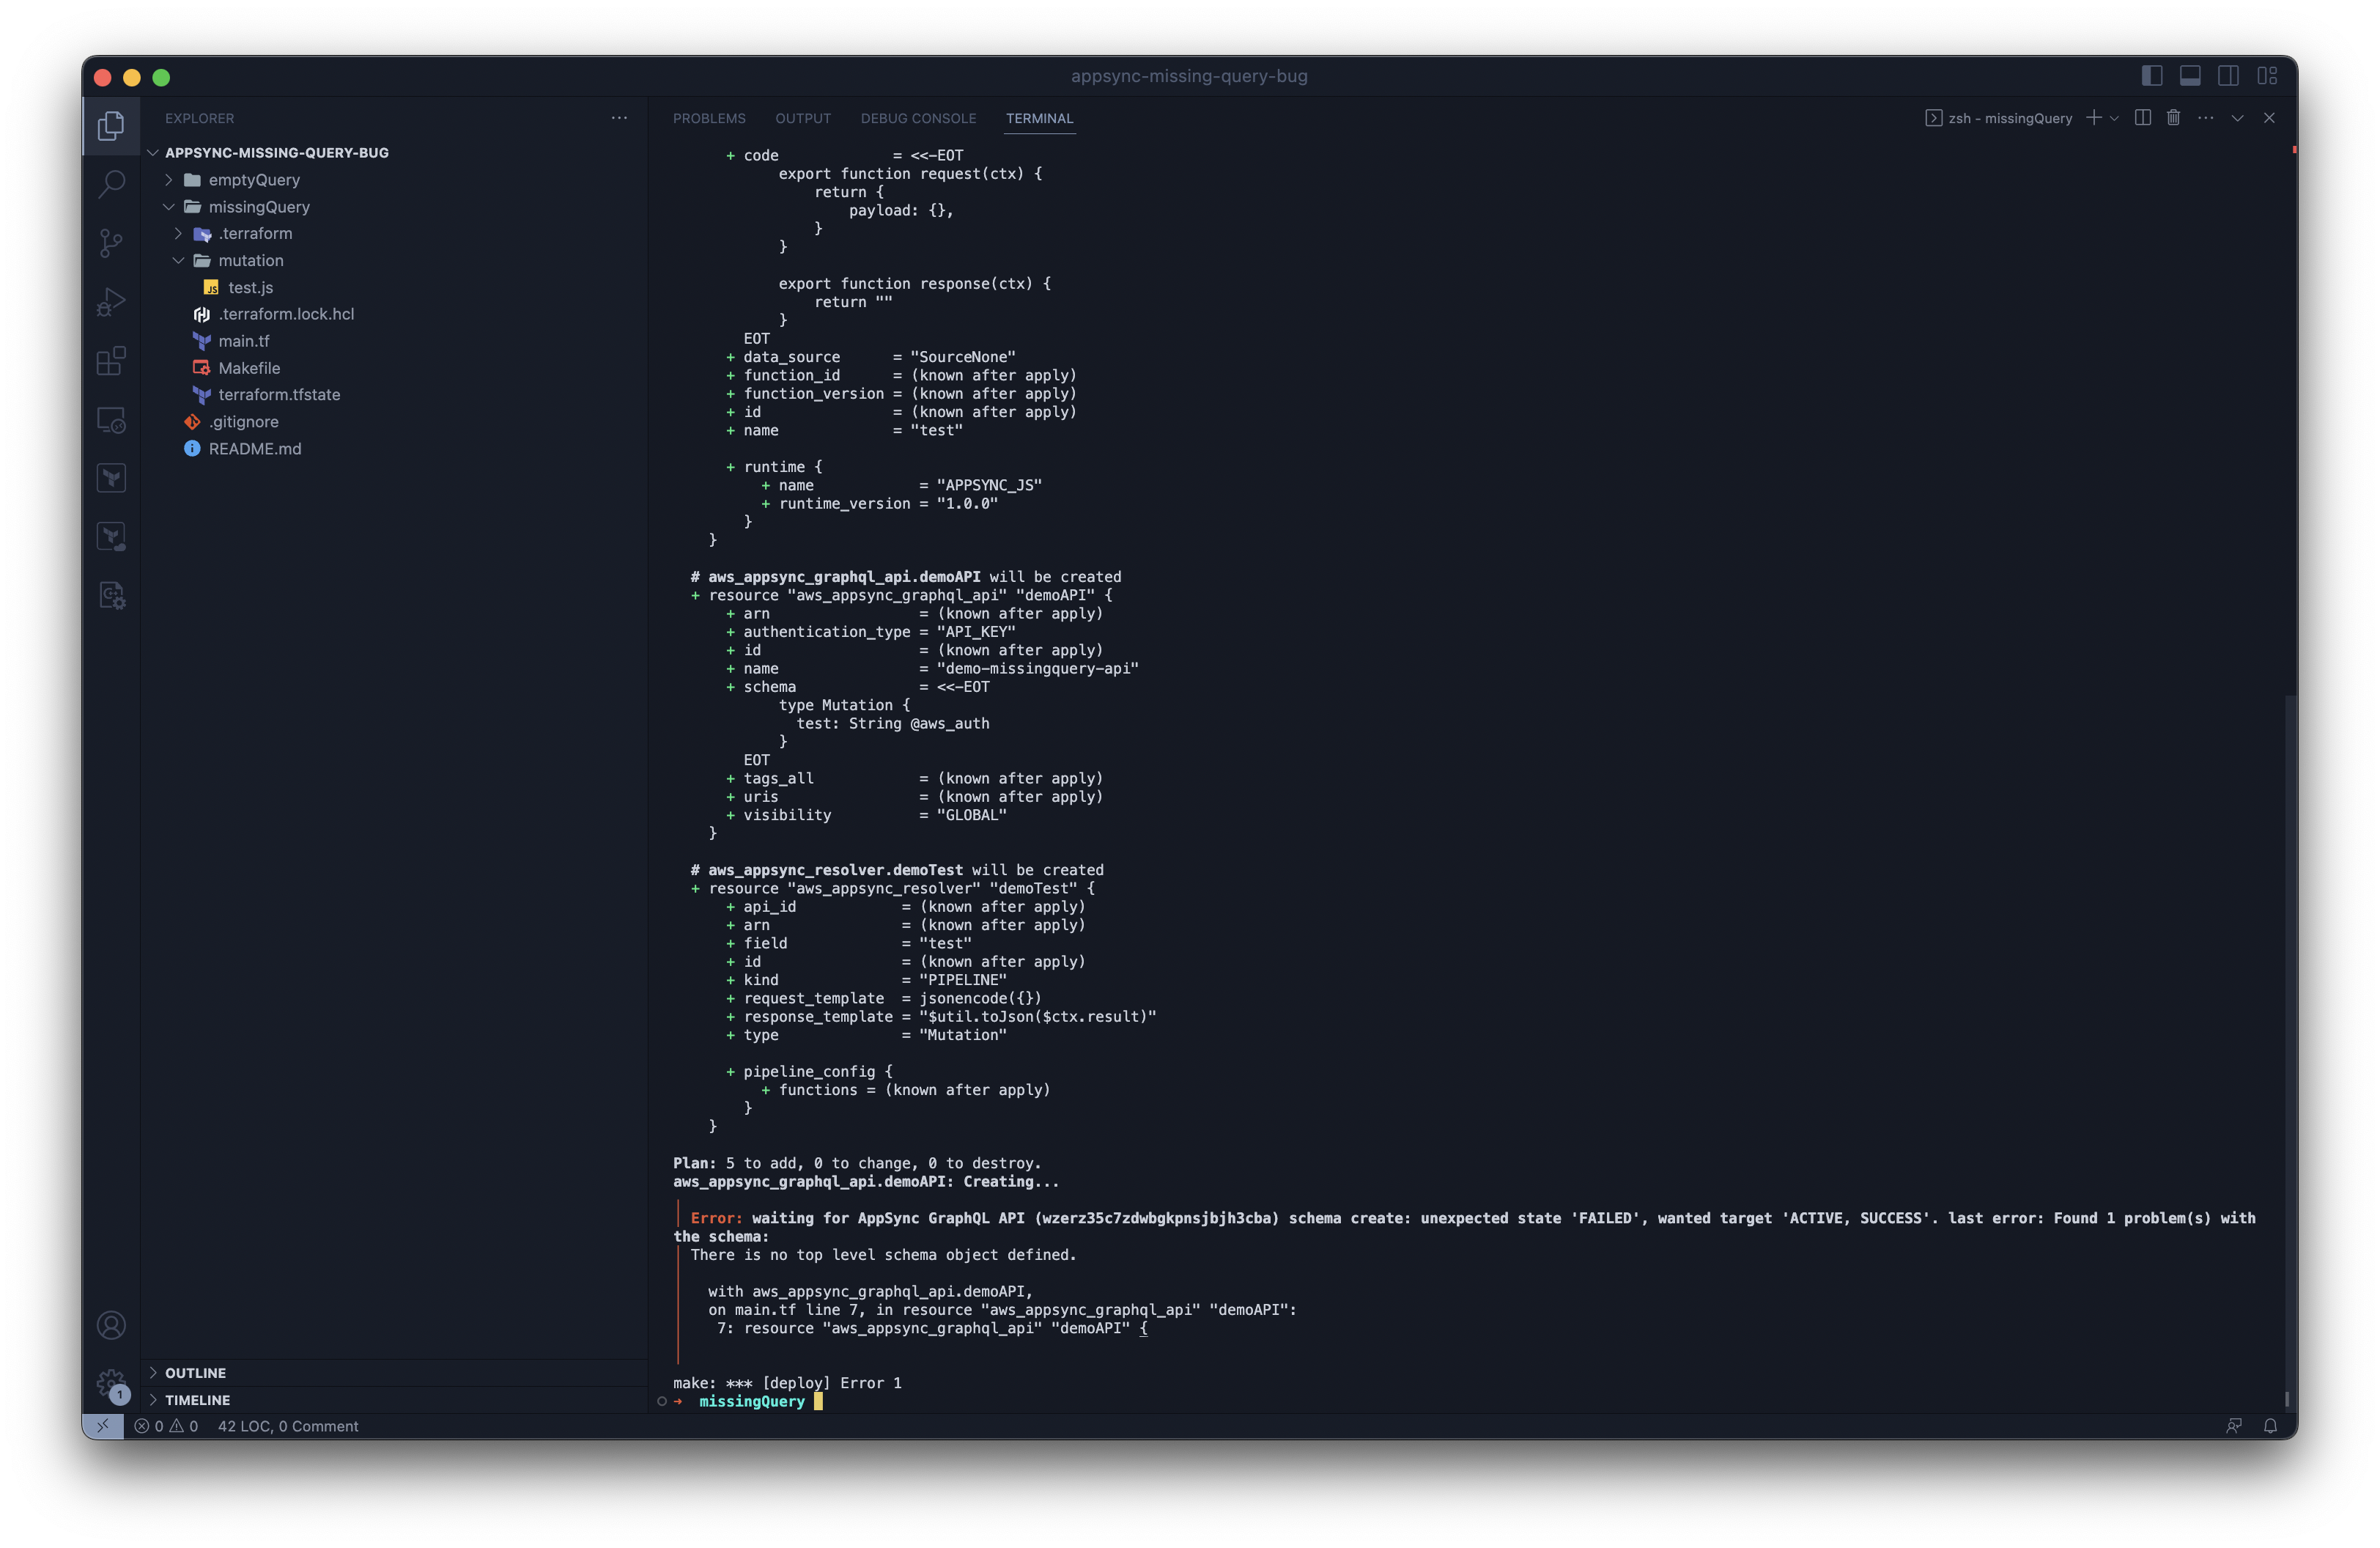 appsync-missing-query-bug
EXPLORER
APPSYNC-MISSING-QUERY-BUG
emptyQuery
missingQuery
.terraform
mutation
JS test.js
.terraform.lock.hcl
main.tf
Makefile
terraform.tfstate
.gitignore
README.md
OUTLINE
TIMELINE
PROBLEMS OUTPUT DEBUG CONSOLE TERMINAL
zsh - missingQuery
+ code = <<-EOT
export function request(ctx) {
return {
payload: {},
}
}
export function response(ctx) {
return ""
}
EOT
+ data_source = "SourceNone"
+ function_id = (known after apply)
+ function_version = (known after apply)
+ id = (known after apply)
+ name = "test"
+ runtime {
+ name = "APPSYNC_JS"
+ runtime_version = "1.0.0"
}
}
# aws_appsync_graphql_api.demoAPI will be created
+ resource "aws_appsync_graphql_api" "demoAPI" {
+ arn = (known after apply)
+ authentication_type = "API_KEY"
+ id = (known after apply)
+ name = "demo-missingquery-api"
+ schema = <<-EOT
type Mutation {
test: String @aws_auth
}
EOT
+ tags_all = (known after apply)
+ uris = (known after apply)
+ visibility = "GLOBAL"
}
# aws_appsync_resolver.demoTest will be created
+ resource "aws_appsync_resolver" "demoTest" {
+ api_id = (known after apply)
+ arn = (known after apply)
+ field = "test"
+ id = (known after apply)
+ kind = "PIPELINE"
+ request_template = jsonencode({})
+ response_template = "$util.toJson($ctx.result)"
+ type = "Mutation"
+ pipeline_config {
+ functions = (known after apply)
}
}
Plan: 5 to add, 0 to change, 0 to destroy.
aws_appsync_graphql_api.demoAPI: Creating...
Error: waiting for AppSync GraphQL API (wzerz35c7zdwbgkpnsjbjh3cba) schema create: unexpected state 'FAILED', wanted target 'ACTIVE, SUCCESS'. last error: Found 1 problem(s) with
the schema:
There is no top level schema object defined.
with aws_appsync_graphql_api.demoAPI,
on main.tf line 7, in resource "aws_appsync_graphql_api" "demoAPI":
7: resource "aws_appsync_graphql_api" "demoAPI" {
make: *** [deploy] Error 1
→ missingQuery
1
0 0 42 LOC, 0 Comment